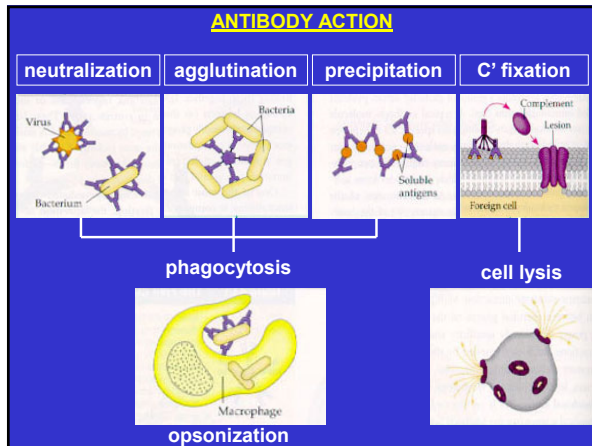 ANTIBODY ACTION
neutralization
agglutination
precipitation
C' fixation
Virus
Bacterium
Bacteria
Soluble
antigens
Complement
Lesion
Foreign cell
phagocytosis
cell lysis
Macrophage
opsonization